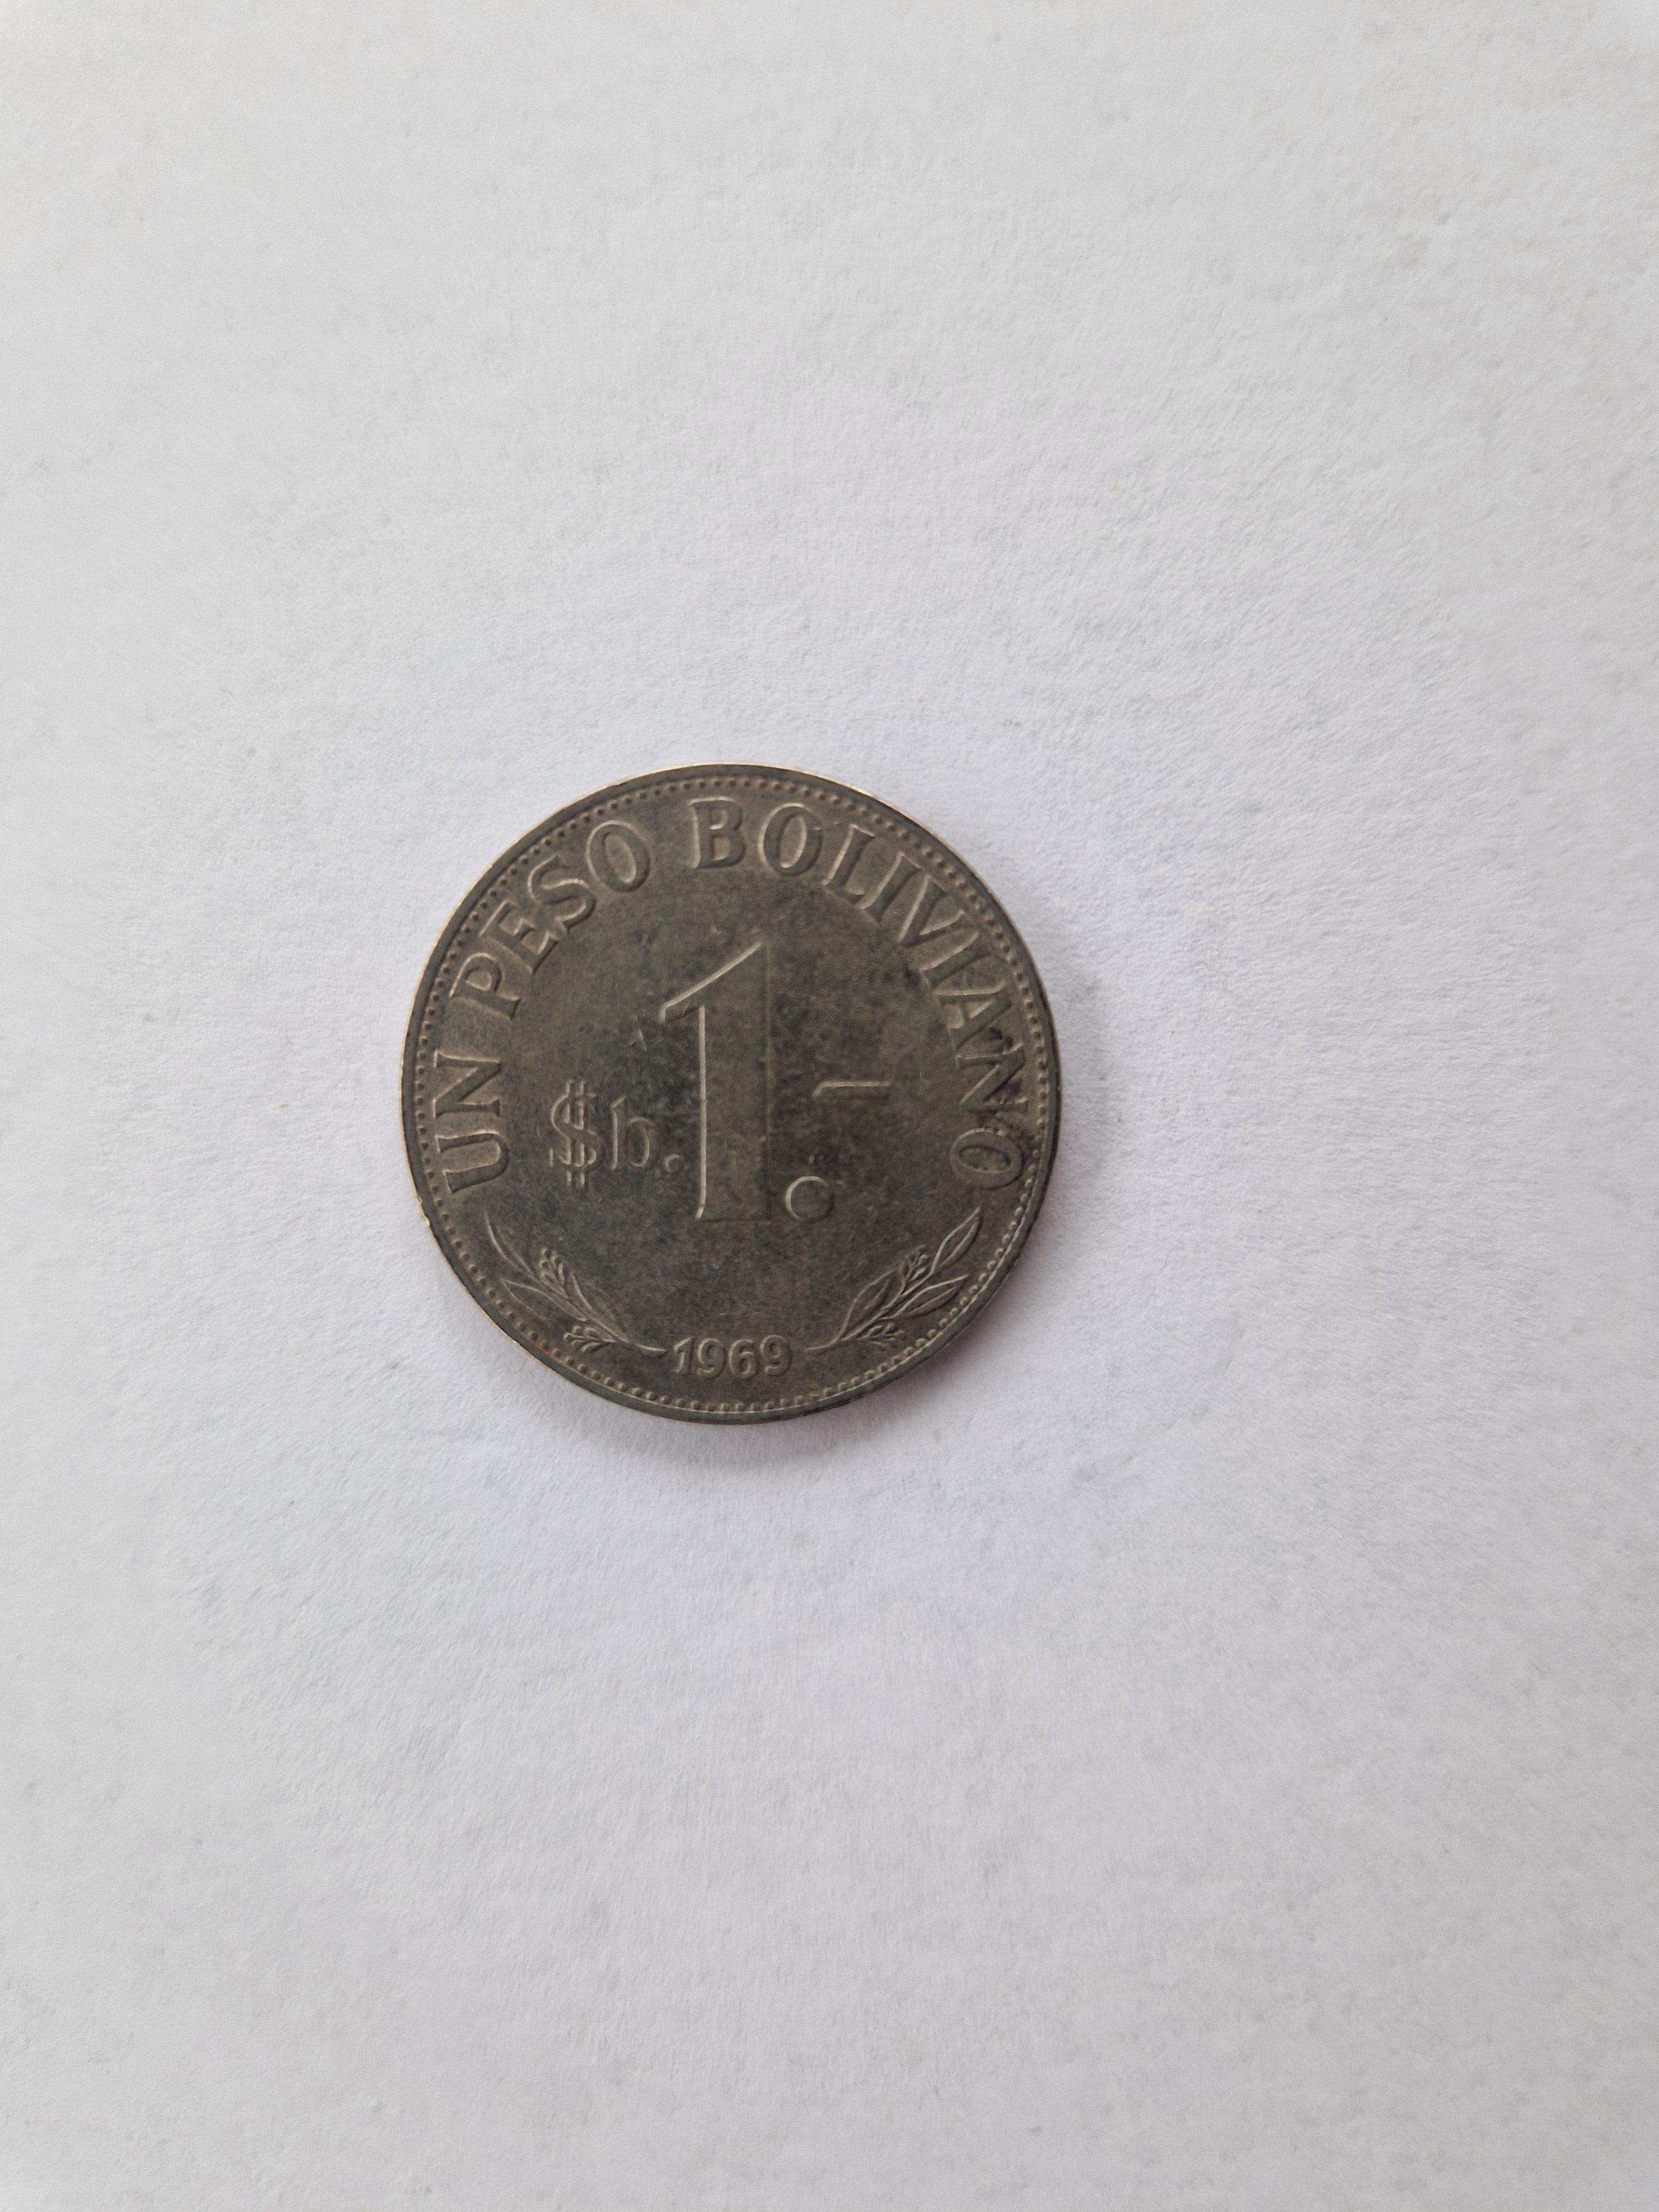 UN PESO BOLIVIANO
$b. 1.-
1969